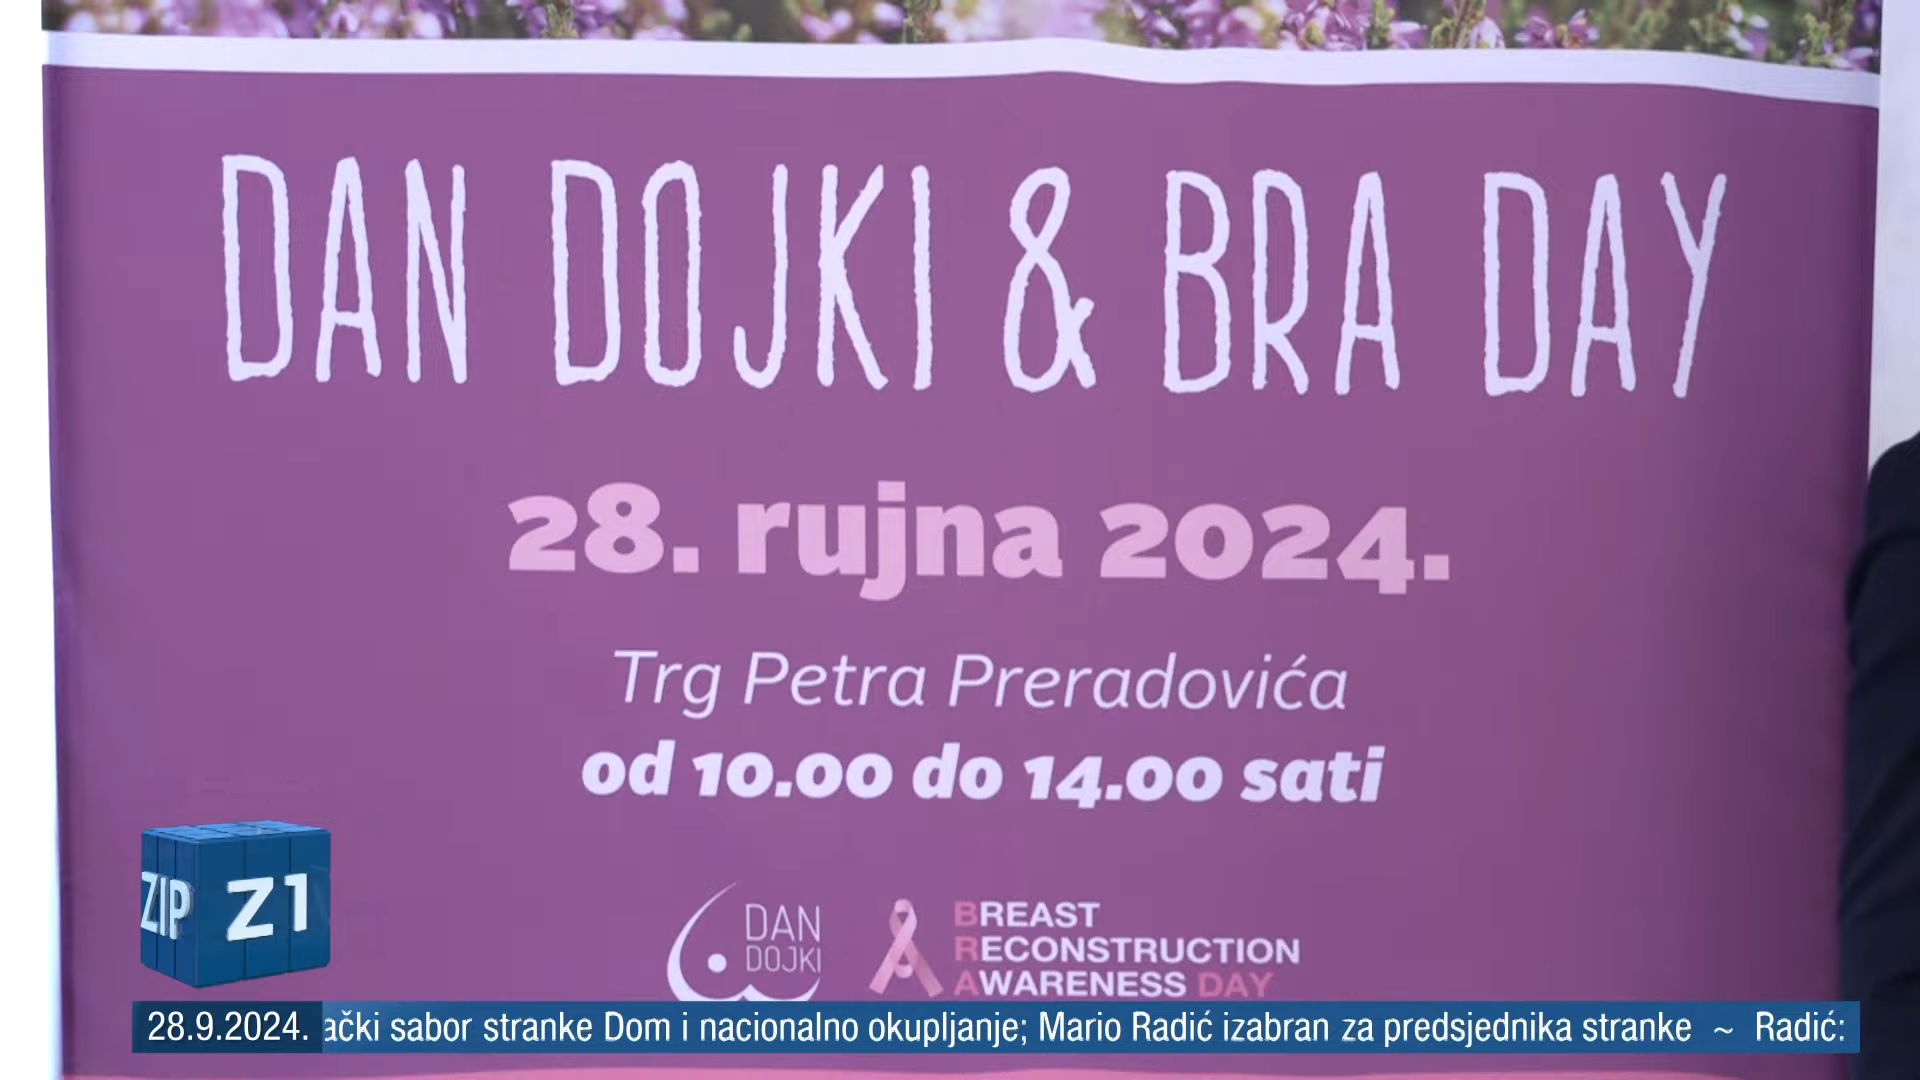 DAN DOJKI & BRA DAY
28. rujna 2024.
Trg Petra Preradovića
od 10.00 do 14.00 sati
DAN
DOJKI
BREAST
RECONSTRUCTION
AWARENESS DAY
ZIP Z1
28.9.2024. ački sabor stranke Dom i nacionalno okupljanje; Mario Radić izabran za predsjednika stranke ~ Radić: